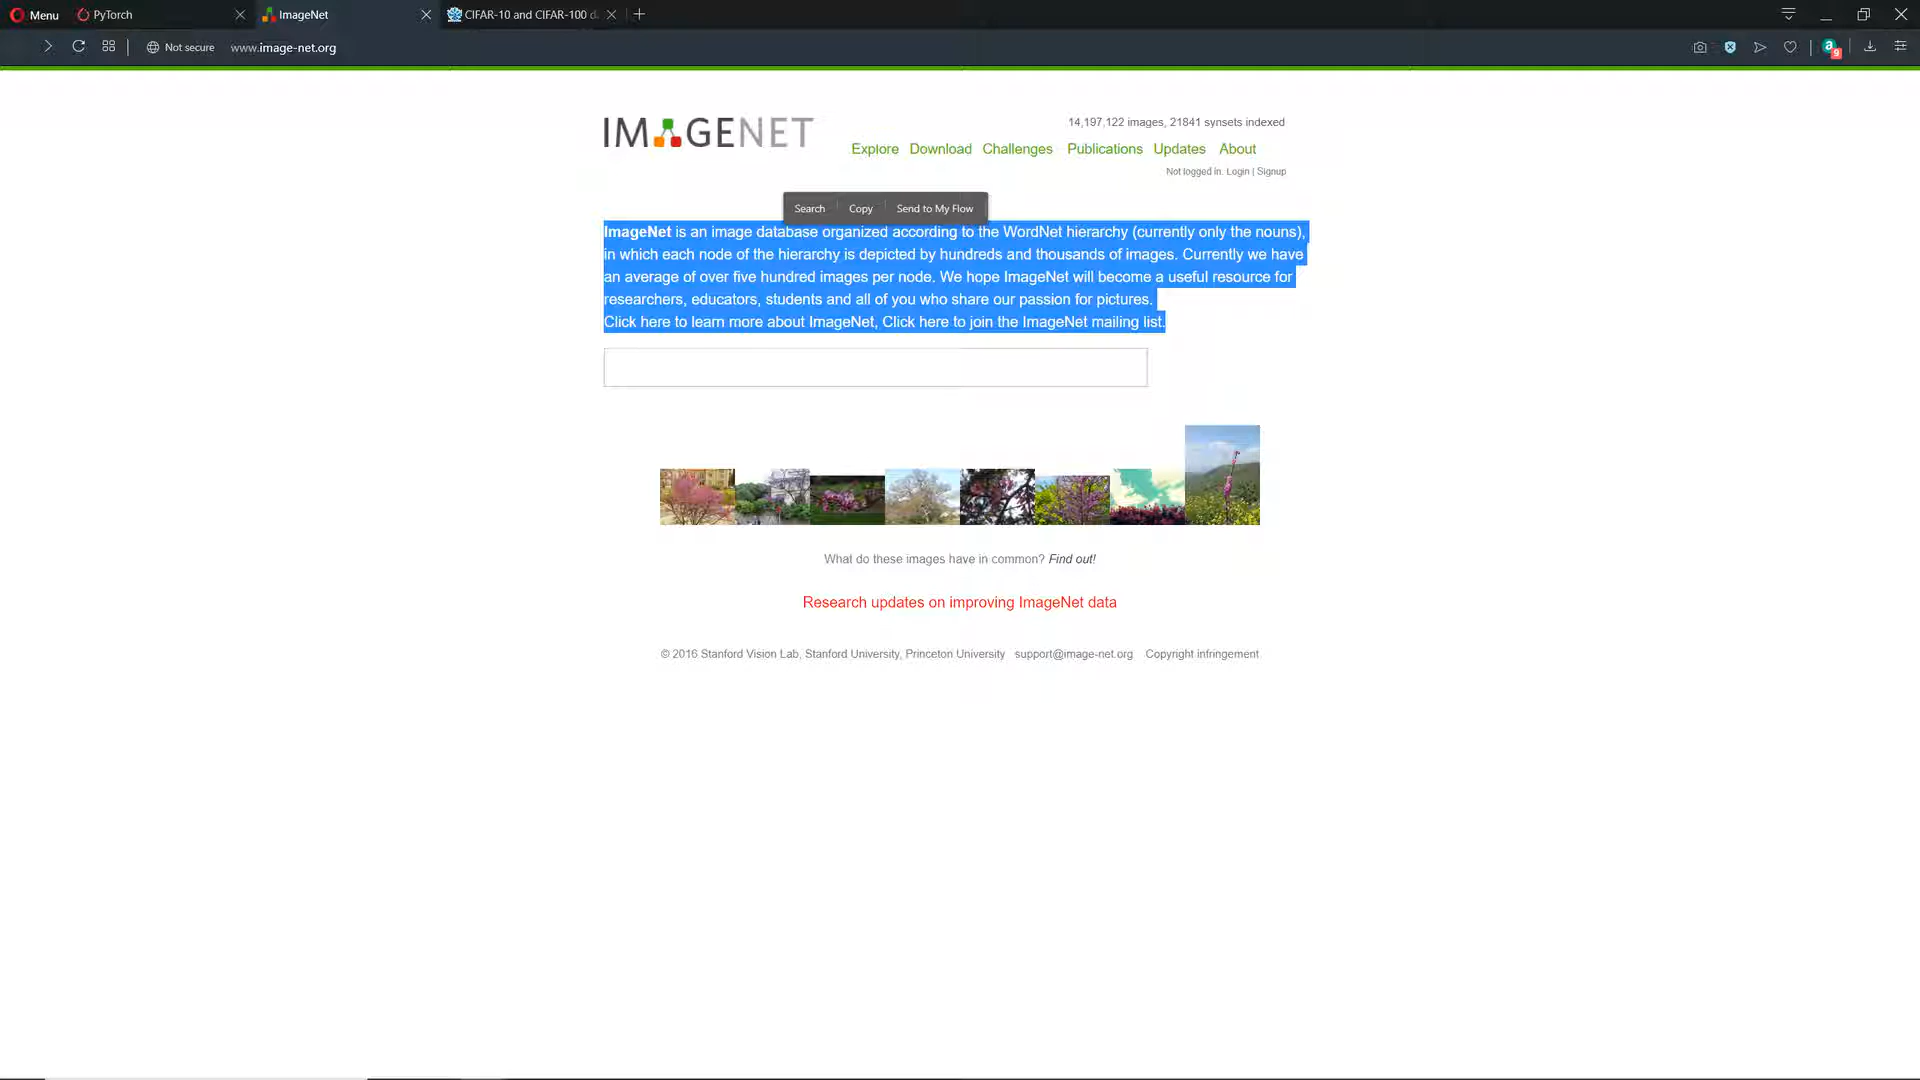 Menu
PyTorch
ImageNet
CIFAR-10 and CIFAR-100 d
Not secure
www.image-net.org
9
IMAGENET
14,197,122 images, 21841 synsets indexed
Explore Download Challenges Publications Updates About
Not logged in. Login | Signup
Search Copy Send to My Flow
ImageNet is an image database organized according to the WordNet hierarchy (currently only the nouns),
in which each node of the hierarchy is depicted by hundreds and thousands of images. Currently we have
an average of over five hundred images per node. We hope ImageNet will become a useful resource for
researchers, educators, students and all of you who share our passion for pictures.
Click here to learn more about ImageNet, Click here to join the ImageNet mailing list.
What do these images have in common? Find out!
Research updates on improving ImageNet data
© 2016 Stanford Vision Lab, Stanford University, Princeton University support@image-net.org Copyright infringement